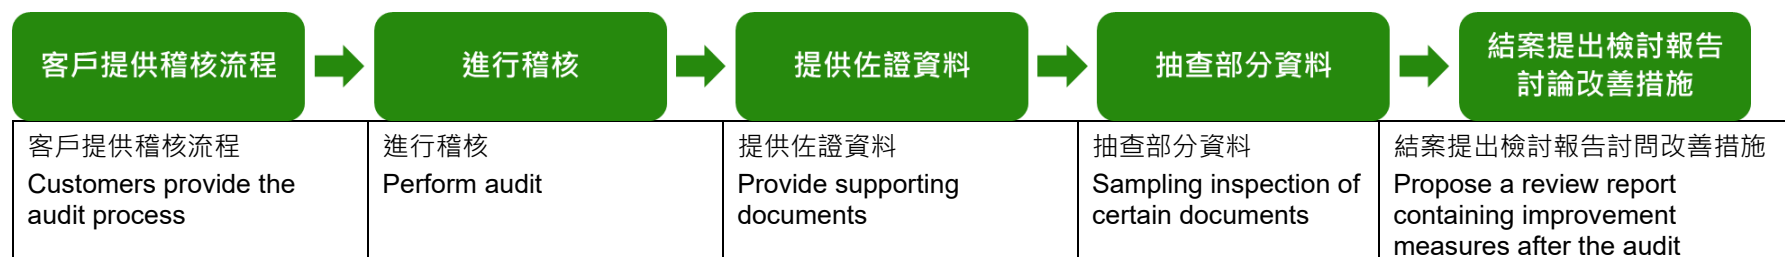 客戶提供稽核流程
進行稽核
提供佐證資料
抽查部分資料
結案提出檢討報告
討論改善措施
客戶提供稽核流程
Customers provide the
audit process
進行稽核
Perform audit
提供佐證資料
Provide supporting
documents
抽查部分資料
Sampling inspection of
certain documents
結案提出檢討報告討問改善措施
Propose a review report
containing improvement
measures after the audit